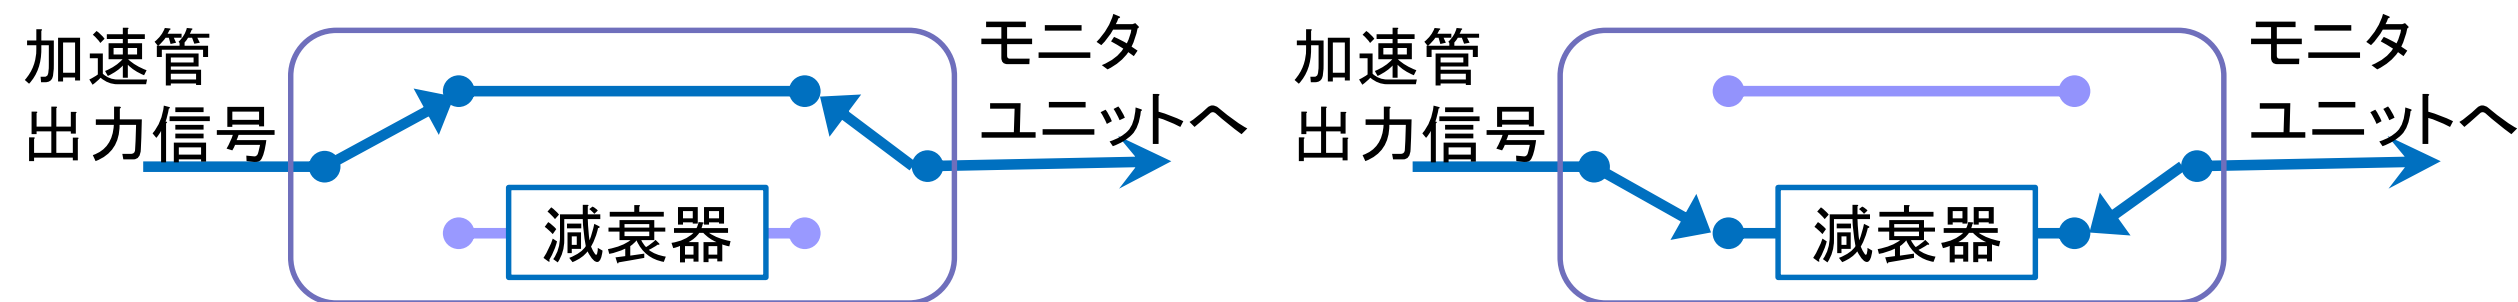 加速管
出力信号
モニタ
ユニットへ
減衰器
加速管
出力信号
モニタ
ユニットへ
減衰器